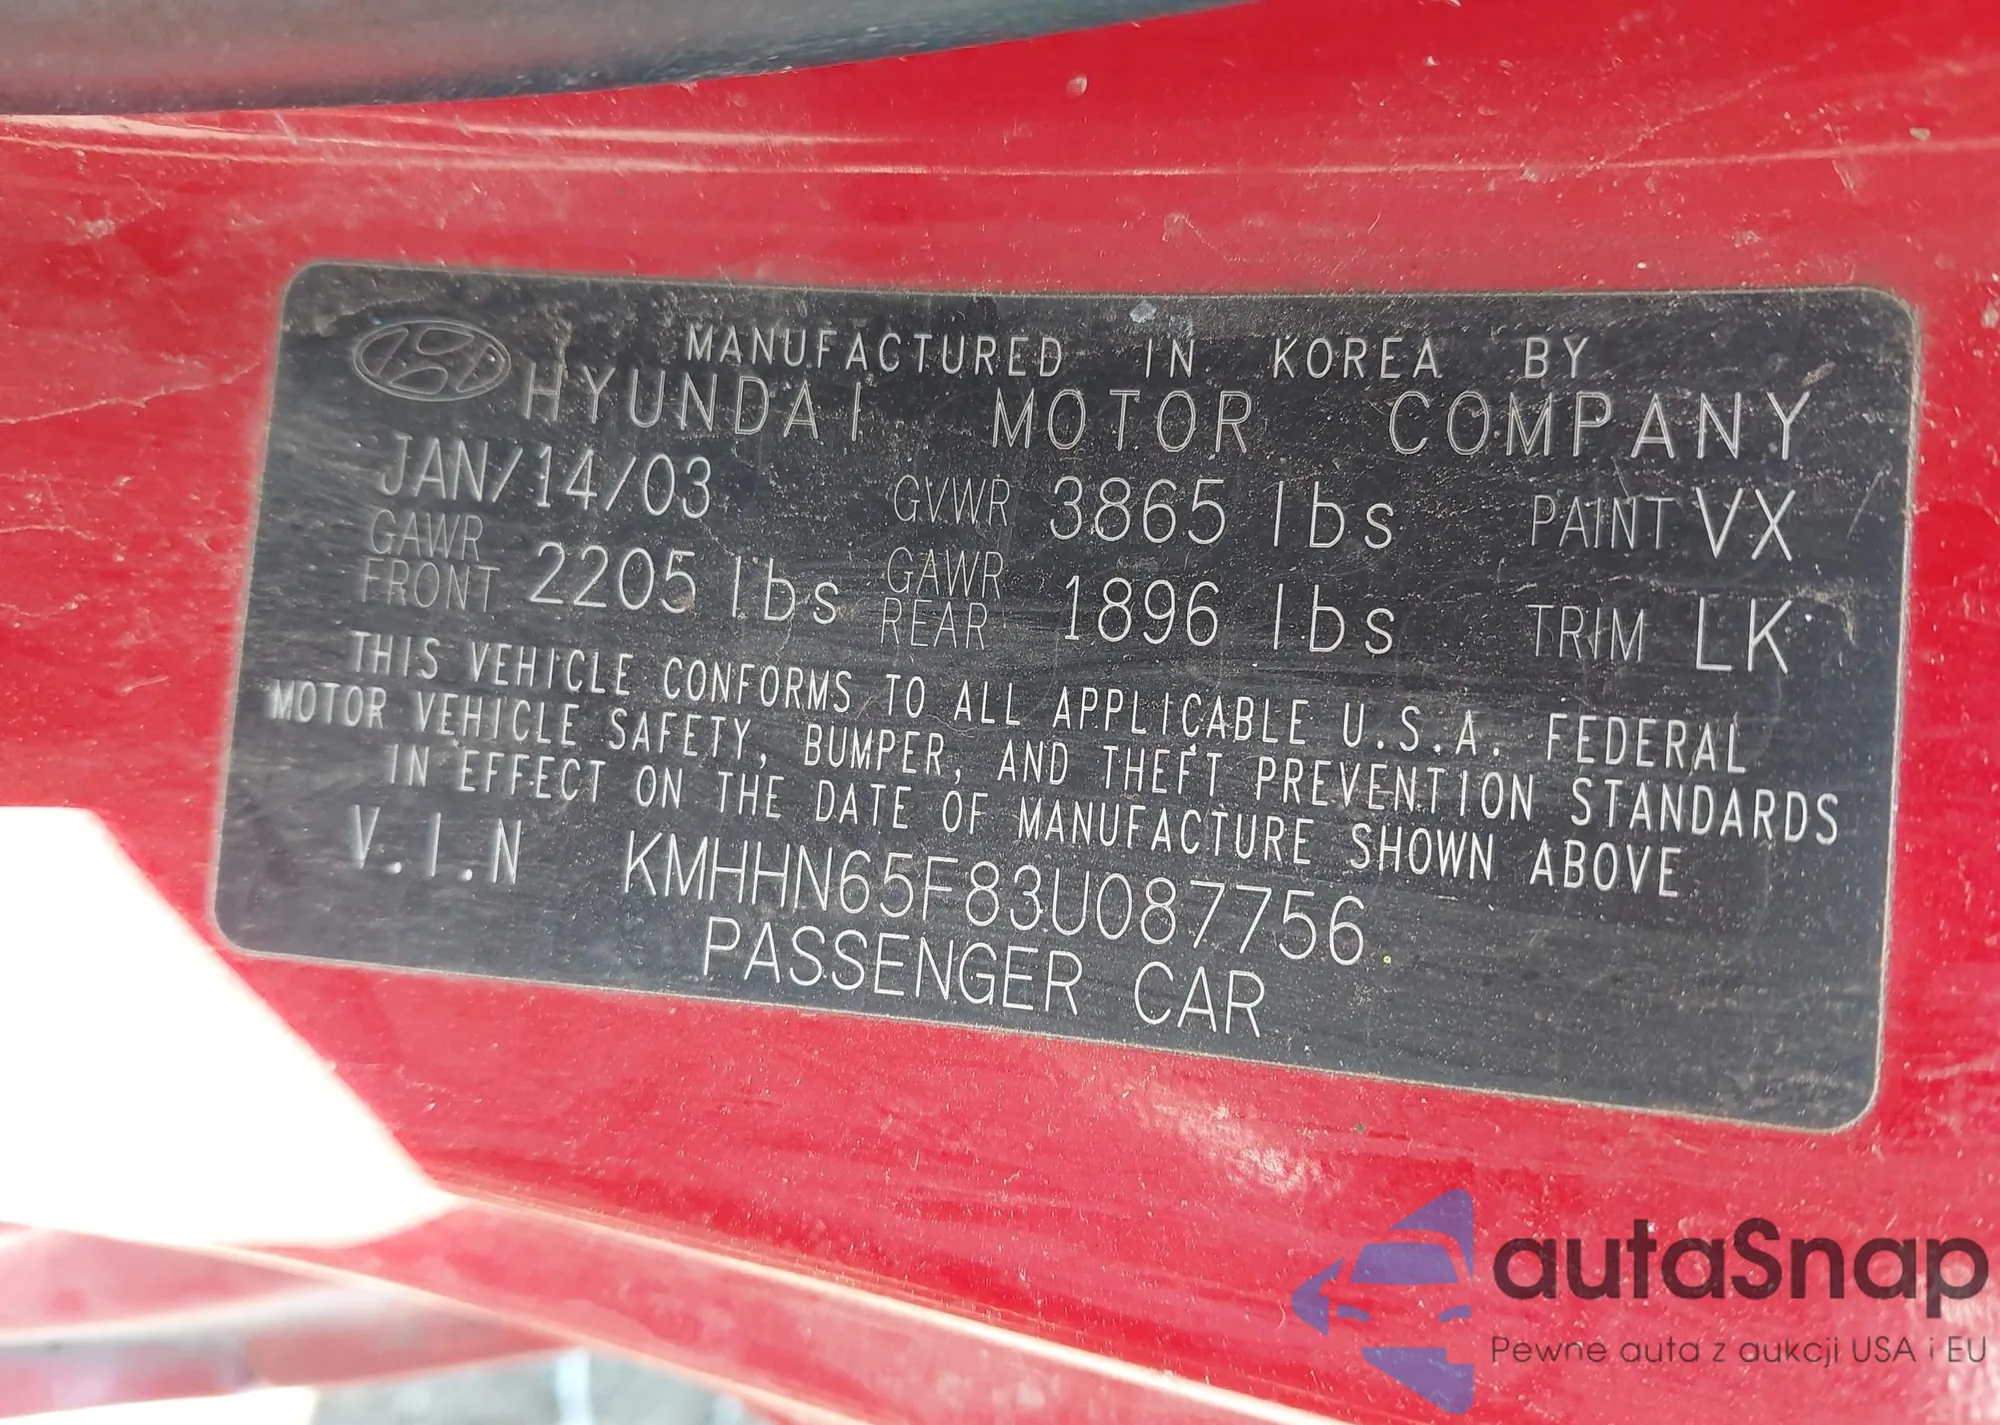 MANUFACTURED IN KOREA BY
HYUNDAI MOTOR COMPANY
JAN/14/03 GVWR 3865 lbs PAINT VX
GAWR FRONT 2205 lbs GAWR REAR 1896 lbs TRIM LK
THIS VEHICLE CONFORMS TO ALL APPLICABLE U.S.A. FEDERAL
MOTOR VEHICLE SAFETY, BUMPER, AND THEFT PREVENTION STANDARDS
IN EFFECT ON THE DATE OF MANUFACTURE SHOWN ABOVE.
V.I.N KMHHN65F83U087756
PASSENGER CAR
autaSnap
Pewne auta z aukcji USA i EU